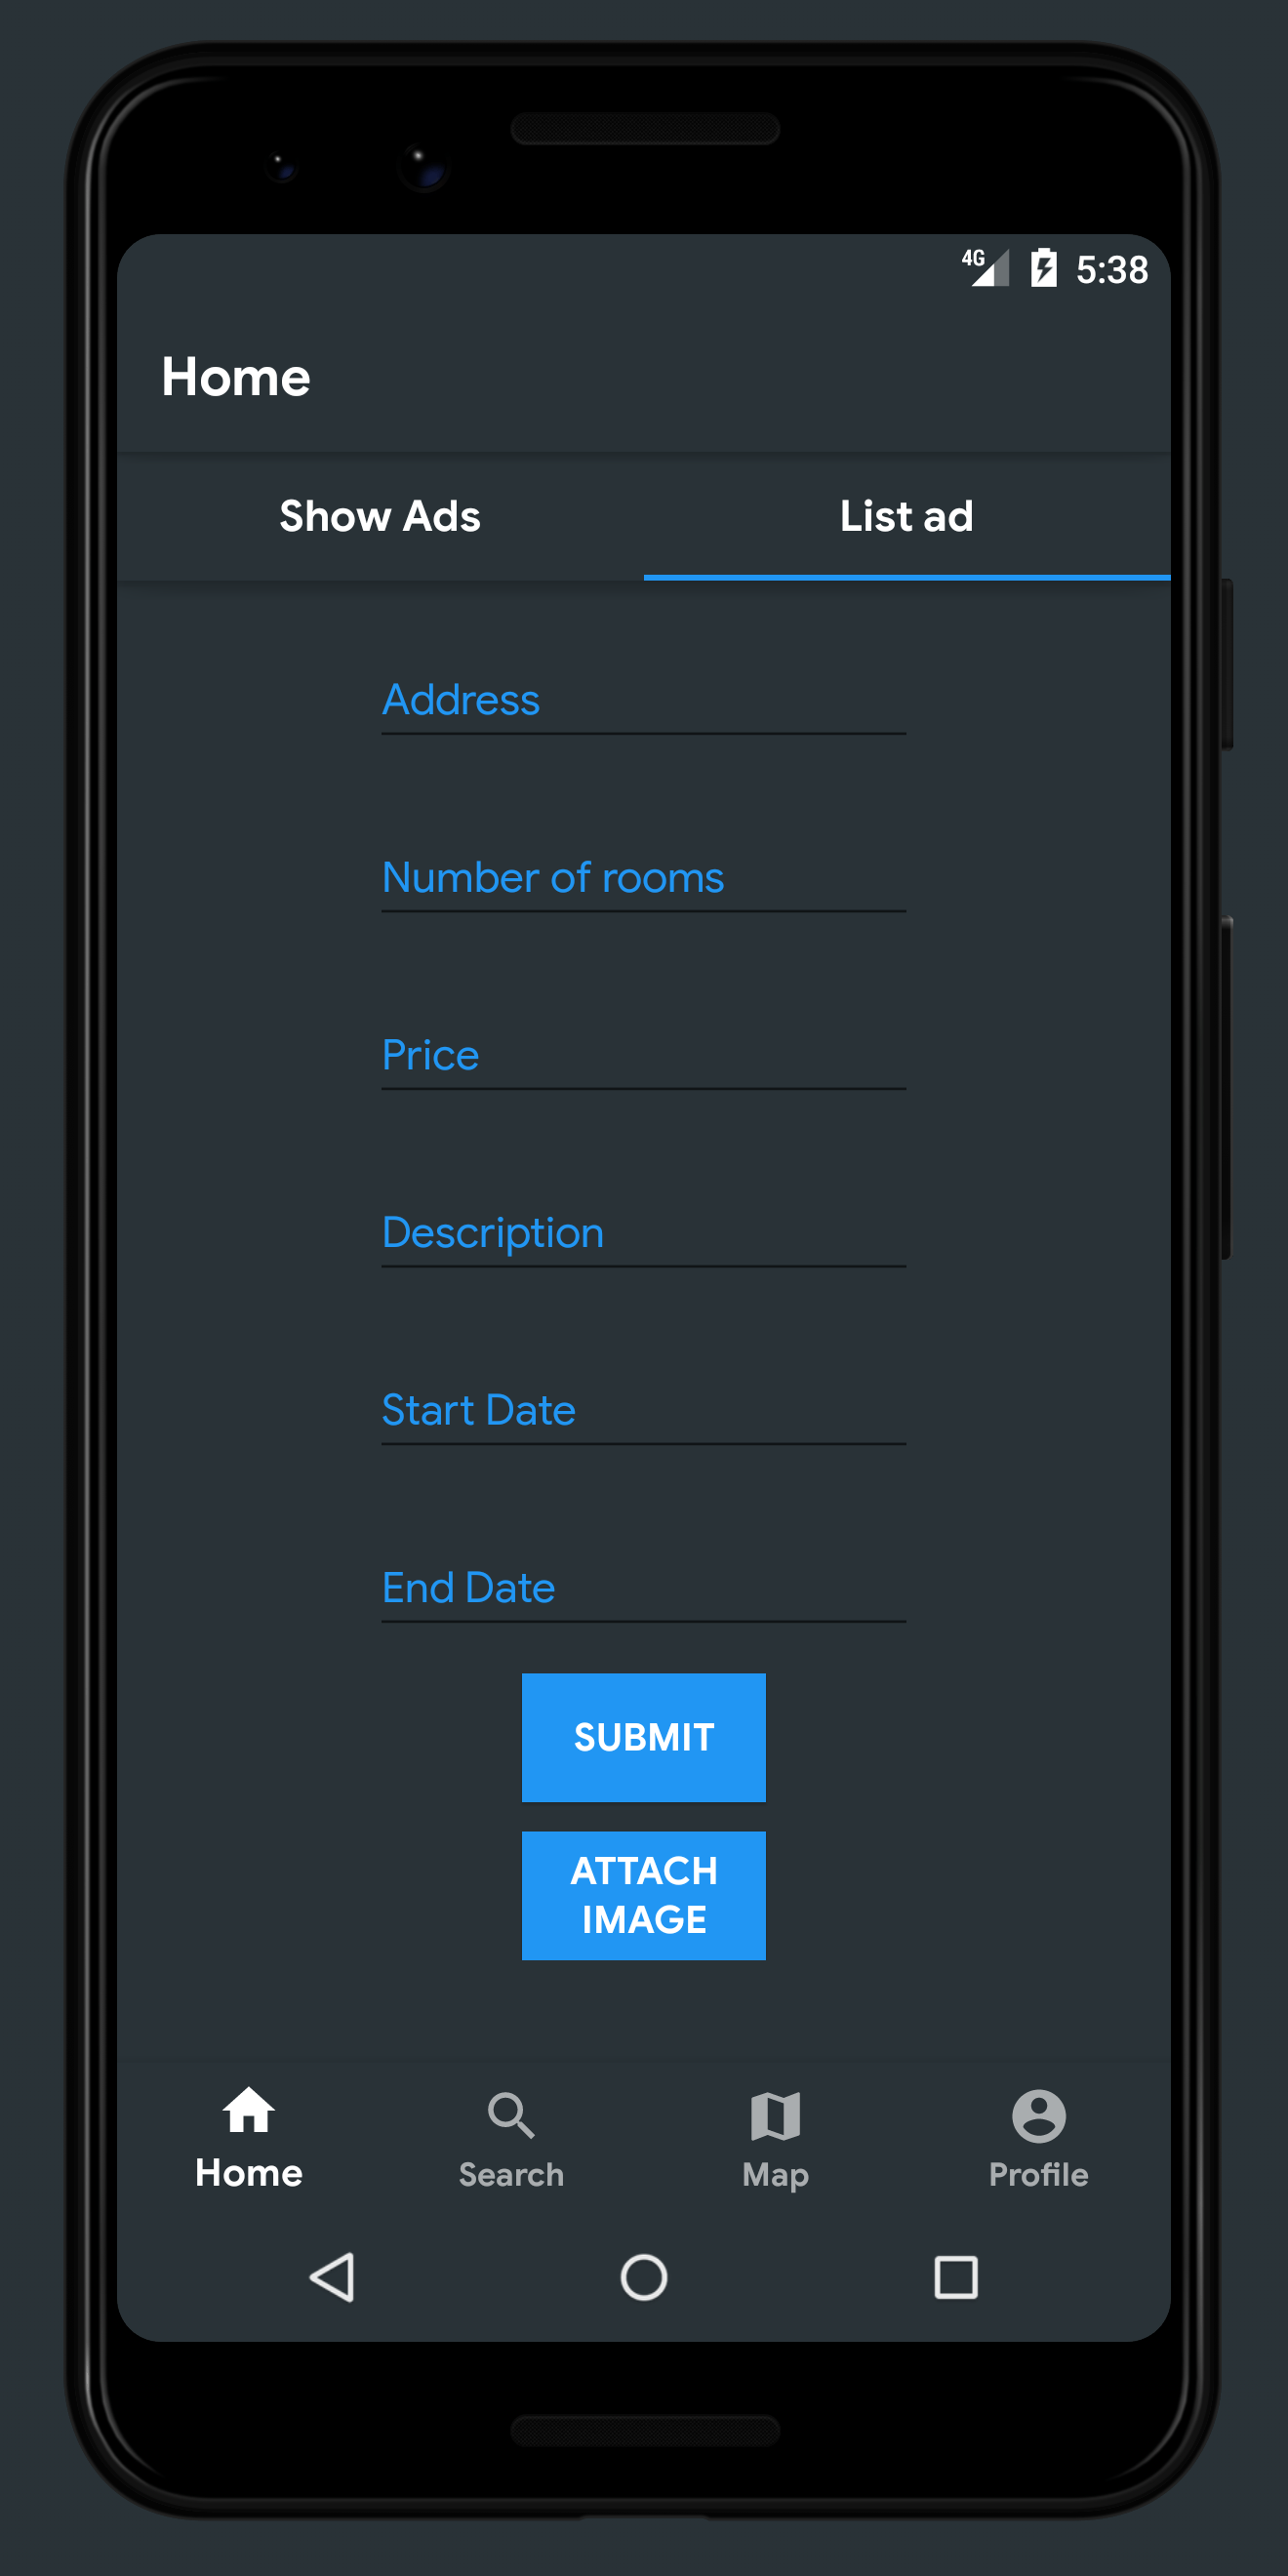 4G 5:38
Home
Show Ads List ad
Address
Number of rooms
Price
Description
Start Date
End Date
SUBMIT
ATTACH
IMAGE
Home Search Map Profile